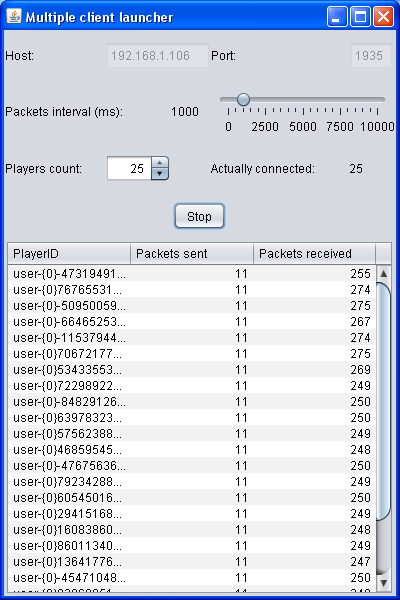 Multiple client launcher
Host: 192.168.1.106 Port: 1935
Packets interval (ms): 1000
0 2500 5000 7500 10000
Players count: 25 Actually connected: 25
Stop
PlayerID Packets sent Packets received
user-{0}-47319491... 11 255
user-{0}76765531... 11 274
user-{0}-50950059... 11 275
user-{0}-66465253... 11 267
user-{0}-11537944... 11 274
user-{0}70672177... 11 275
user-{0}53433553... 11 269
user-{0}72298922... 11 249
user-{0}-84829126... 11 250
user-{0}63978323... 11 250
user-{0}57562388... 11 249
user-{0}46859545... 11 248
user-{0}-47675636... 11 250
user-{0}79234288... 11 249
user-{0}60545016... 11 250
user-{0}29415168... 11 249
user-{0}16083860... 11 248
user-{0}86011340... 11 249
user-{0}13641776... 11 247
user-{0}-45471048... 11 250